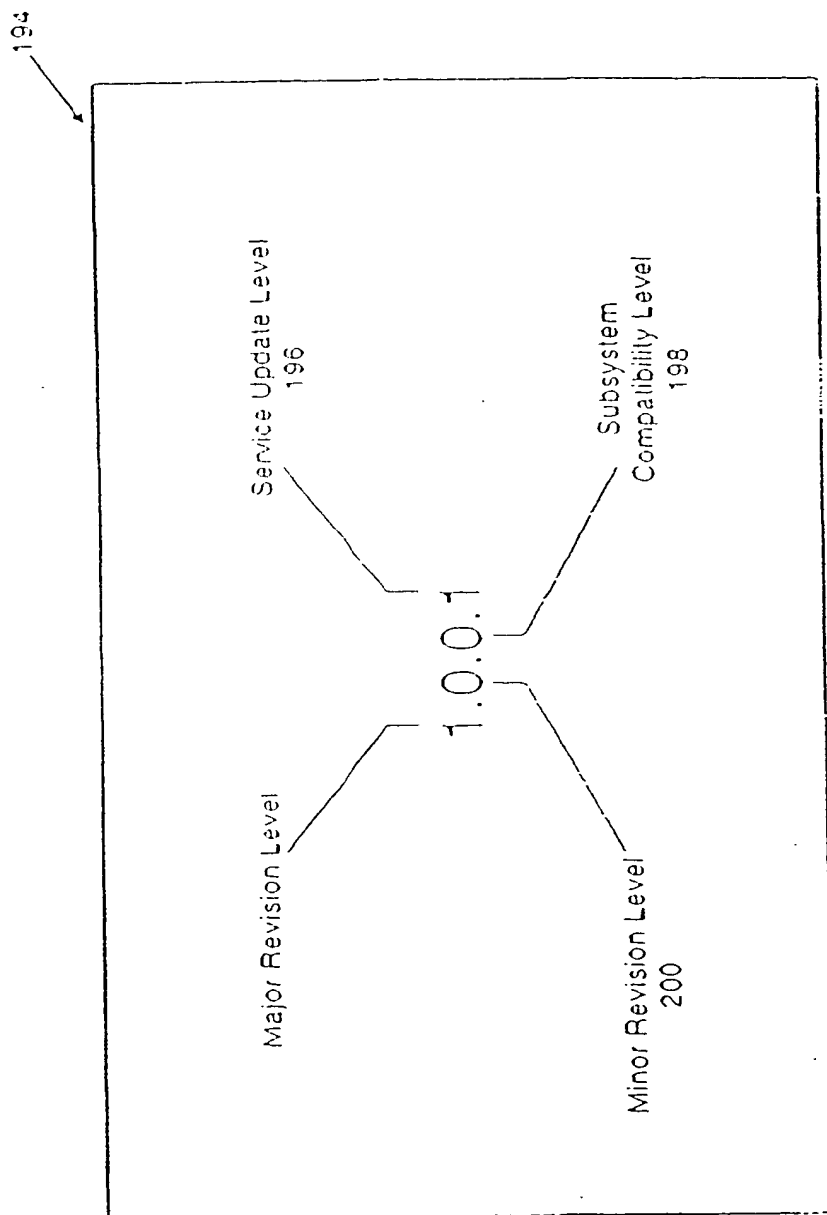 194
Major Revision Level
Service Update Level
196
1.0.0.1
Minor Revision Level
200
Subsystem
Compatibility Level
198